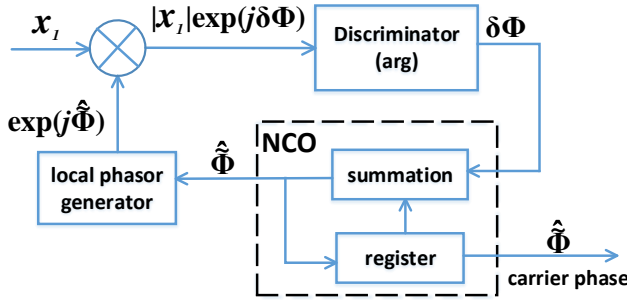 x₁
|x₁|exp(jδΦ)
Discriminator
(arg)
δΦ
exp(jΦ̃̂)
Φ̃̂
NCO
local phasor
generator
summation
register
Φ̃̂
carrier phase